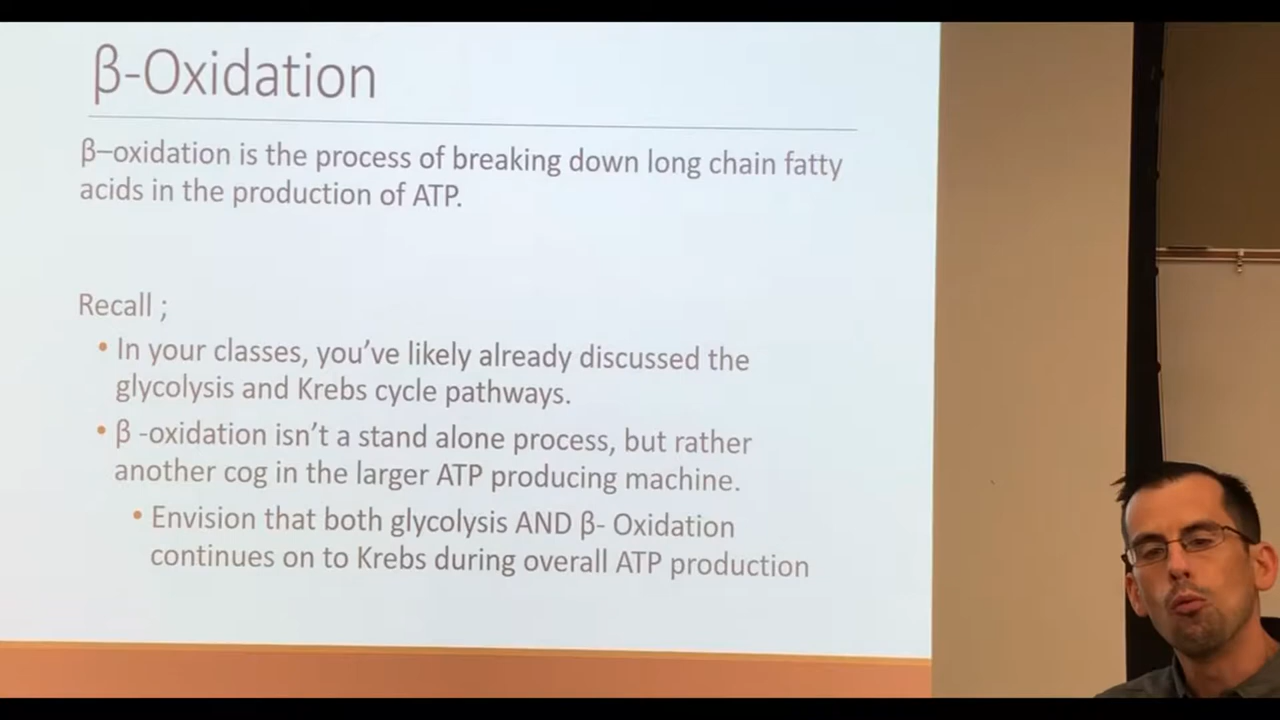 β-Oxidation
β–oxidation is the process of breaking down long chain fatty
acids in the production of ATP.
Recall ;
• In your classes, you’ve likely already discussed the
glycolysis and Krebs cycle pathways.
• β -oxidation isn’t a stand alone process, but rather
another cog in the larger ATP producing machine.
• Envision that both glycolysis AND β- Oxidation
continues on to Krebs during overall ATP production